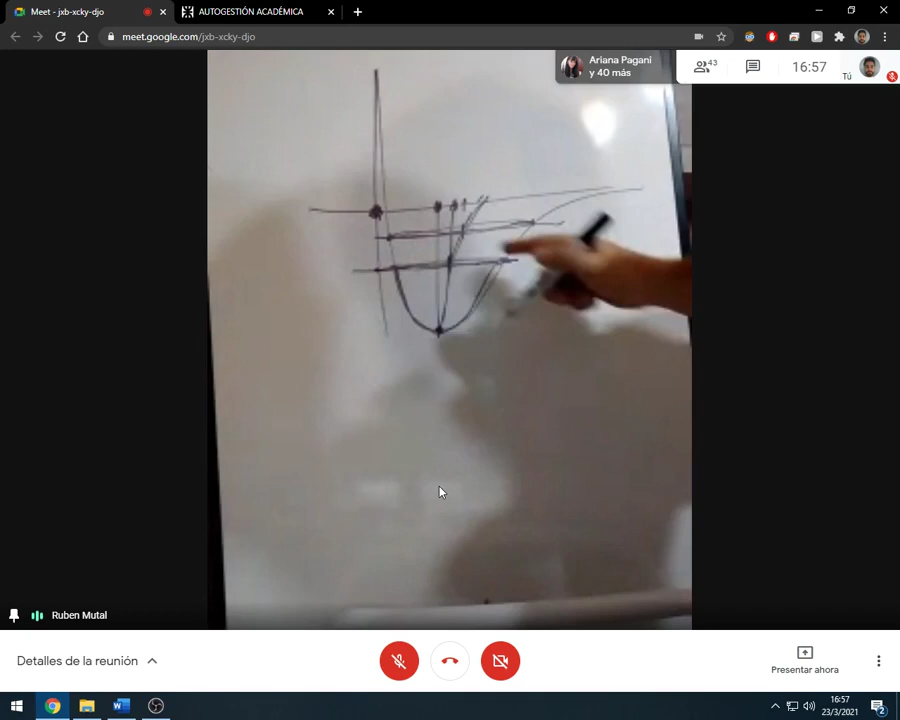 Meet - jxb-xcky-djo
AUTOGESTIÓN ACADÉMICA
meet.google.com/jxb-xcky-djo
Ariana Pagani
y 40 más
43
16:57
Tú
Ruben Mutal
Detalles de la reunión
Presentar ahora
16:57
23/3/2021
2